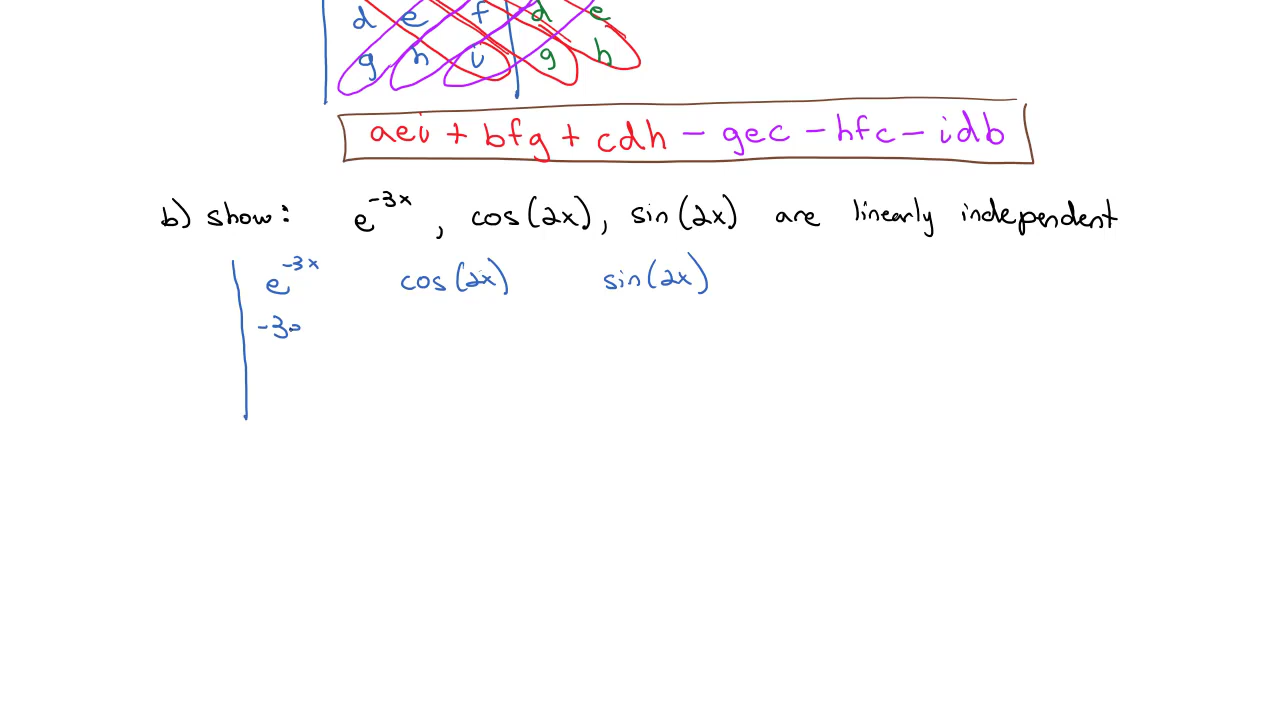 d e f d e
g h i g h
aei + bfg + cdh - gec - hfc - idb
b) show: e^-3x, cos(2x), sin(2x) are linearly independent
e^-3x cos(2x) sin(2x)
-3